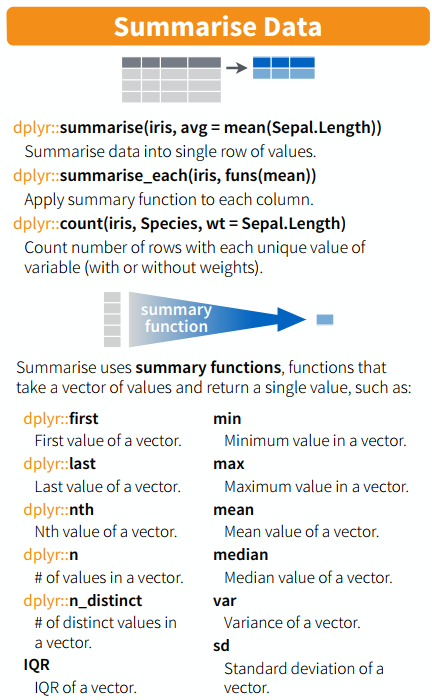 Summarise Data
dplyr::summarise(iris, avg = mean(Sepal.Length))
Summarise data into single row of values.
dplyr::summarise_each(iris, funs(mean))
Apply summary function to each column.
dplyr::count(iris, Species, wt = Sepal.Length)
Count number of rows with each unique value of
variable (with or without weights).
summary
function
Summarise uses summary functions, functions that
take a vector of values and return a single value, such as:
dplyr::first
First value of a vector.
dplyr::last
Last value of a vector.
dplyr::nth
Nth value of a vector.
dplyr::n
# of values in a vector.
dplyr::n_distinct
# of distinct values in
a vector.
IQR
IQR of a vector.
min
Minimum value in a vector.
max
Maximum value in a vector.
mean
Mean value of a vector.
median
Median value of a vector.
var
Variance of a vector.
sd
Standard deviation of a
vector.